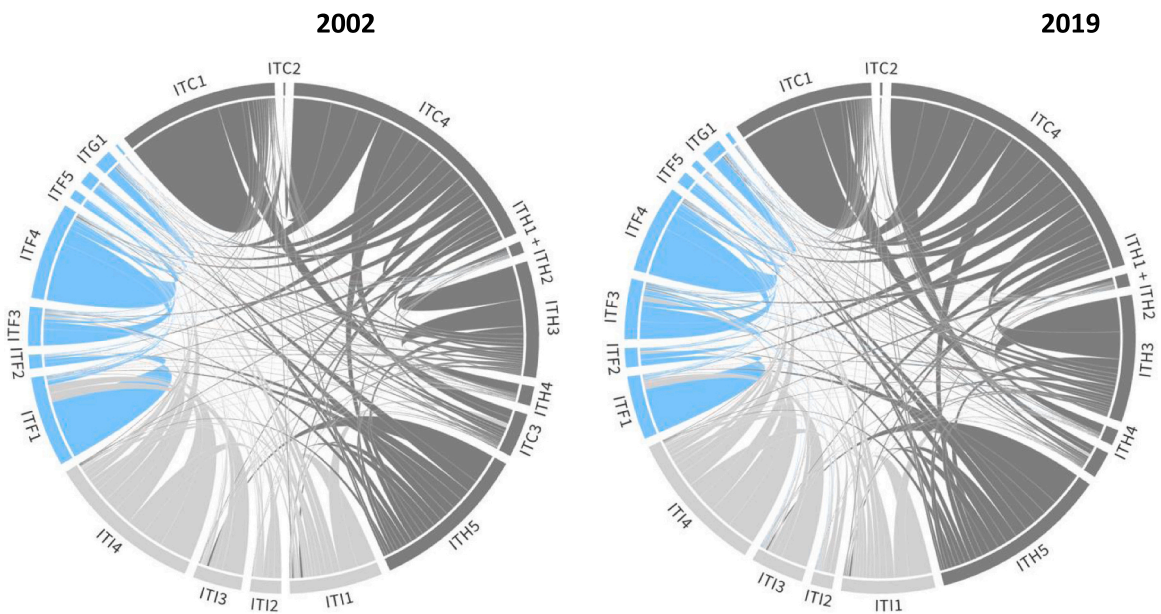 2002
ITC1
ITC2
ITC4
ITH1 + ITH2
ITH3
ITH4
ITC3
ITH5
ITI1
ITI2
ITI3
ITI4
ITF1
ITF2
ITF3
ITF4
ITF5
ITG1
2019
ITC1
ITC2
ITC4
ITH1 + ITH2
ITH3
ITH4
ITH5
ITI1
ITI2
ITI3
ITI4
ITF1
ITF2
ITF3
ITF4
ITF5
ITG1